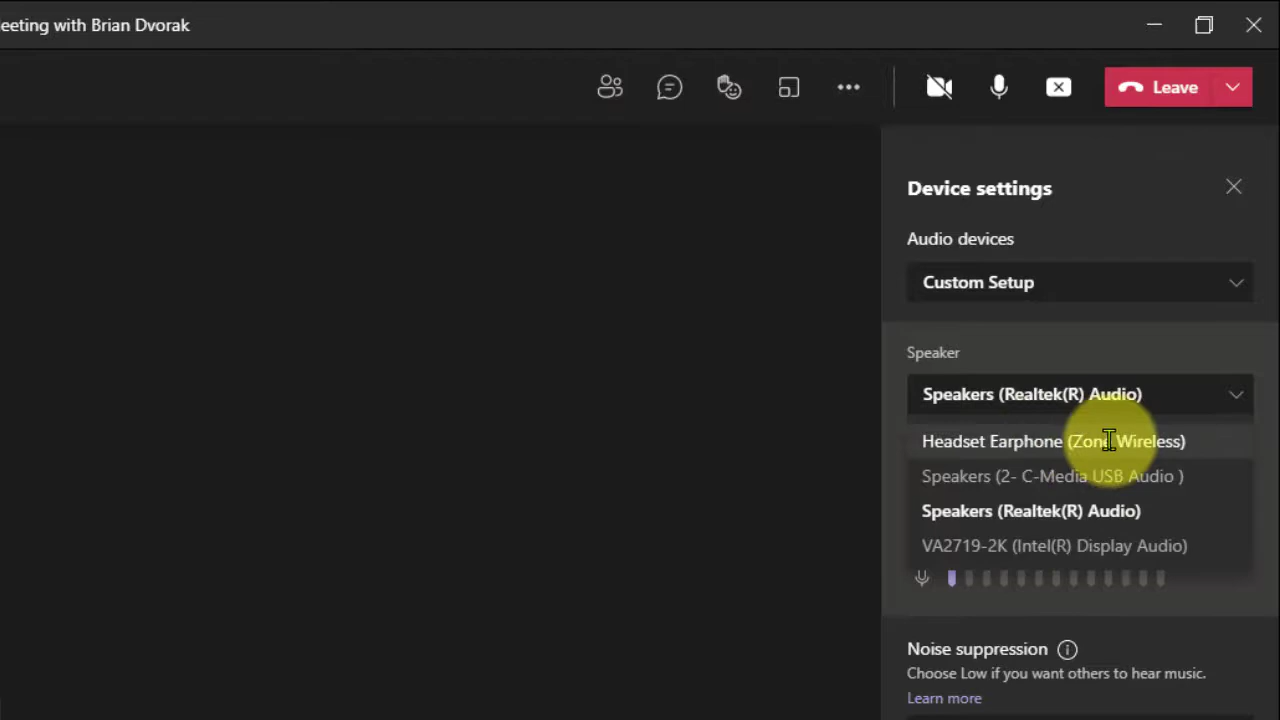 eeting with Brian Dvorak
Leave
Device settings
Audio devices
Custom Setup
Speaker
Speakers (Realtek(R) Audio)
Headset Earphone (Zone Wireless)
Speakers (2- C-Media USB Audio )
Speakers (Realtek(R) Audio)
VA2719-2K (Intel(R) Display Audio)
Noise suppression
Choose Low if you want others to hear music.
Learn more